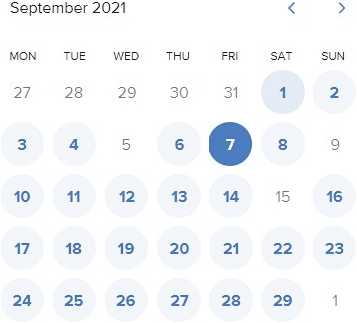 September 2021 < >
MON TUE WED THU FRI SAT SUN
27 28 29 30 31 1 2
3 4 5 6 7 8 9
10 11 12 13 14 15 16
17 18 19 20 21 22 23
24 25 26 27 28 29 1